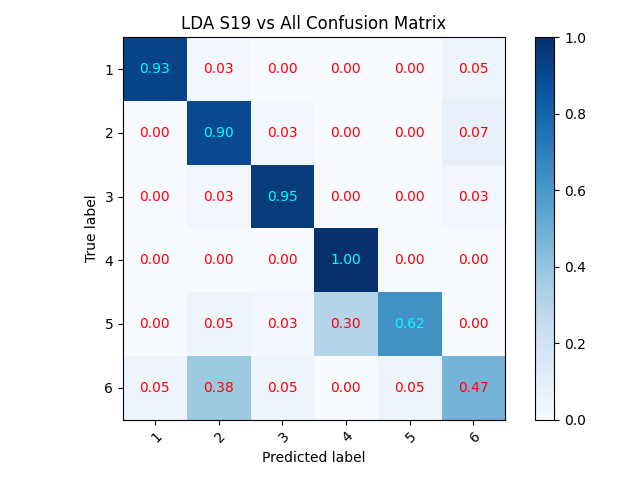 LDA S19 vs All Confusion Matrix
1 0.93 0.03 0.00 0.00 0.00 0.05
2 0.00 0.90 0.03 0.00 0.00 0.07
3 0.00 0.03 0.95 0.00 0.00 0.03
4 0.00 0.00 0.00 1.00 0.00 0.00
5 0.00 0.05 0.03 0.30 0.62 0.00
6 0.05 0.38 0.05 0.00 0.05 0.47
1 2 3 4 5 6
True label
Predicted label
1.0
0.8
0.6
0.4
0.2
0.0